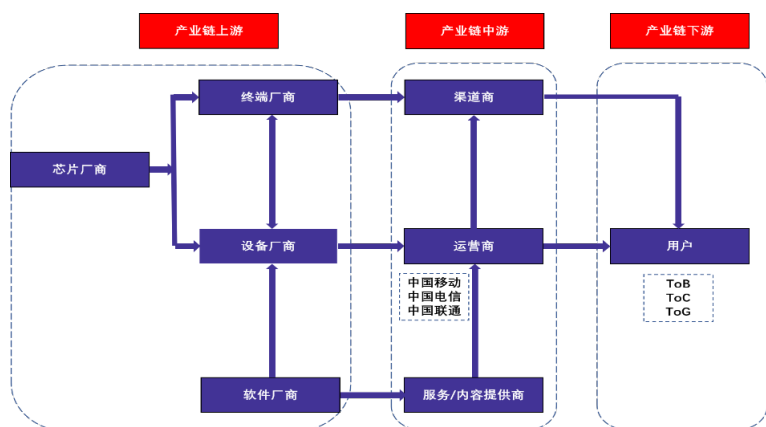 产业链上游
产业链中游
产业链下游
终端厂商
渠道商
芯片厂商
设备厂商
运营商
用户
中国移动
中国电信
中国联通
ToB
ToC
ToG
软件厂商
服务/内容提供商